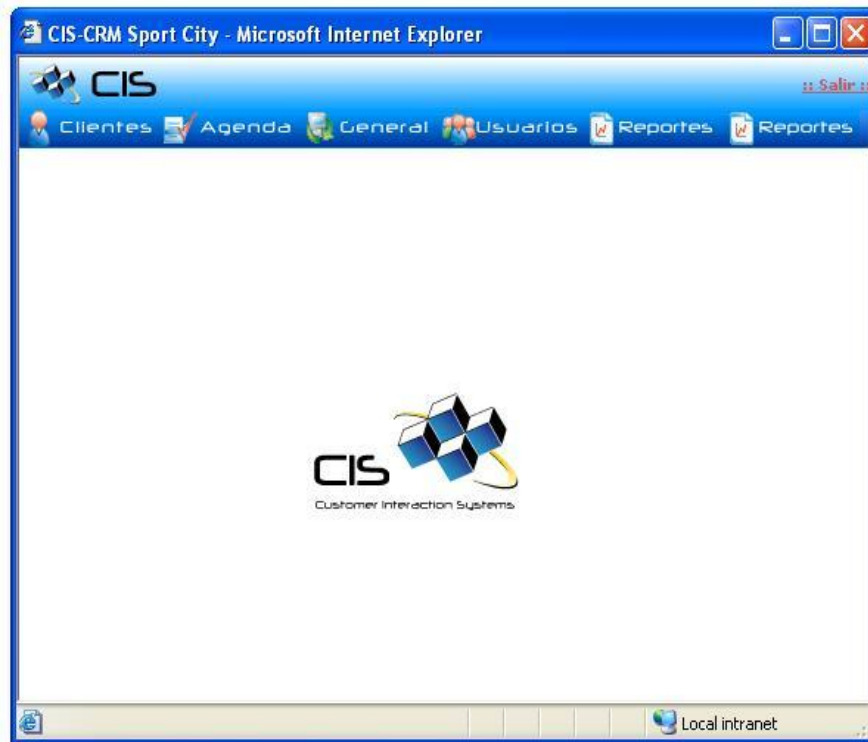 CIS-CRM Sport City - Microsoft Internet Explorer
CIS
:: Salir ::
Clientes Agenda General Usuarios Reportes Reportes
CIS
Customer Interaction Systems
Local intranet